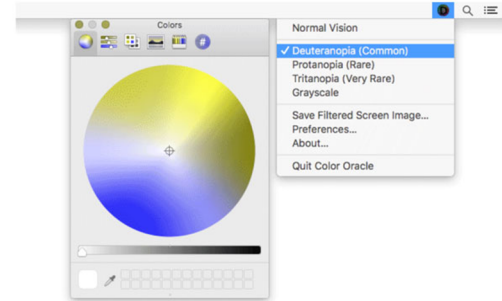 Colors
#
Normal Vision
✓ Deuteranopia (Common)
Protanopia (Rare)
Tritanopia (Very Rare)
Grayscale
Save Filtered Screen Image...
Preferences...
About...
Quit Color Oracle